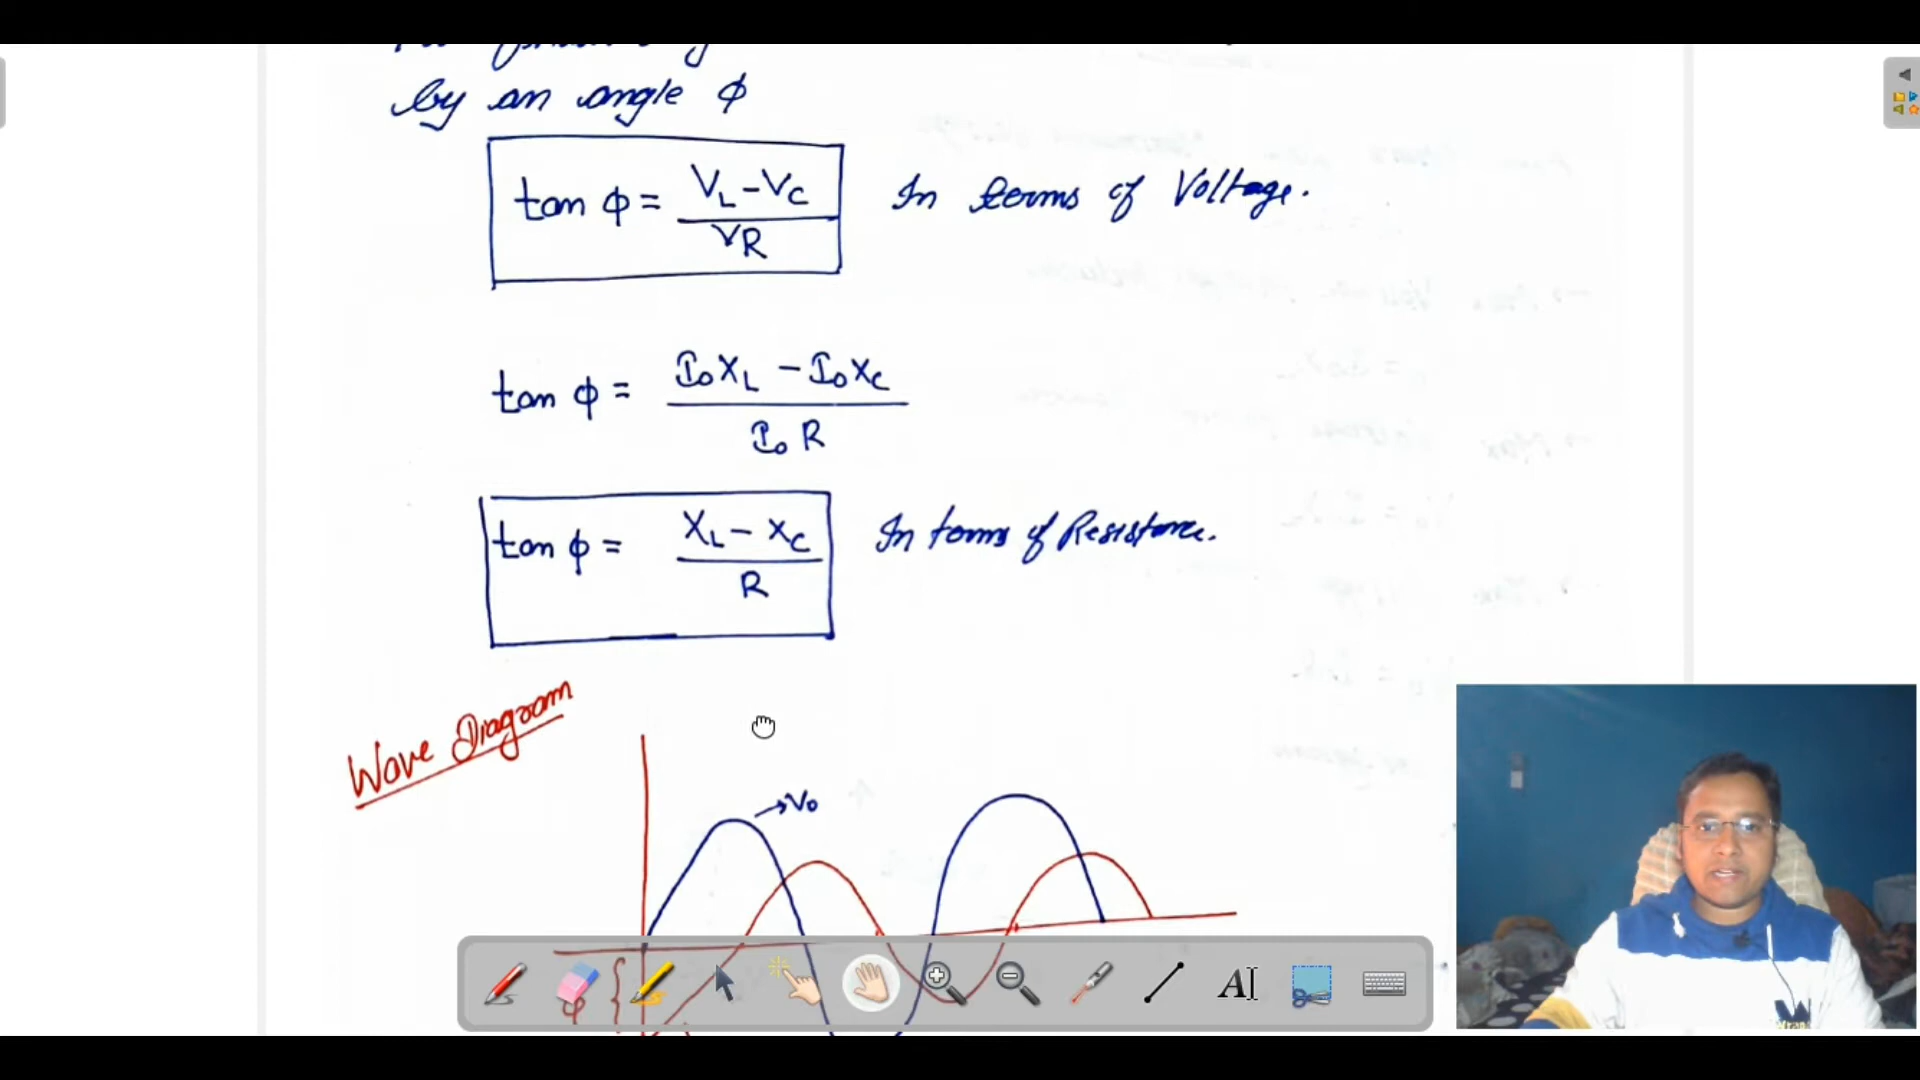 by an angle ϕ
tan ϕ = (V_L - V_C) / V_R In terms of Voltage.
tan ϕ = (I₀X_L - I₀X_C) / I₀R
tan ϕ = (X_L - X_C) / R In terms of Resistance.
Wave Diagram
→V₀
φ
AI